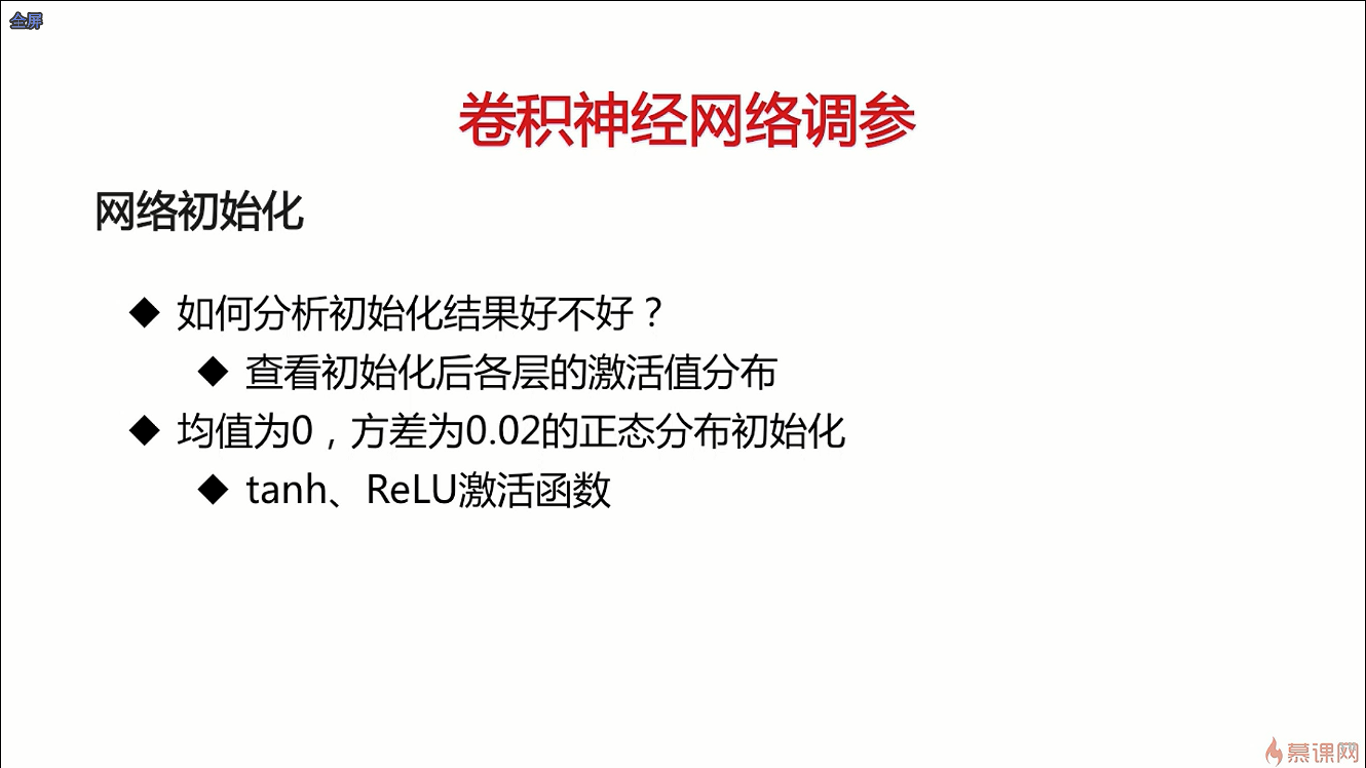 全屏
卷积神经网络调参
网络初始化
◆ 如何分析初始化结果好不好？
◆ 查看初始化后各层的激活值分布
◆ 均值为0，方差为0.02的正态分布初始化
◆ tanh、ReLU激活函数
慕课网